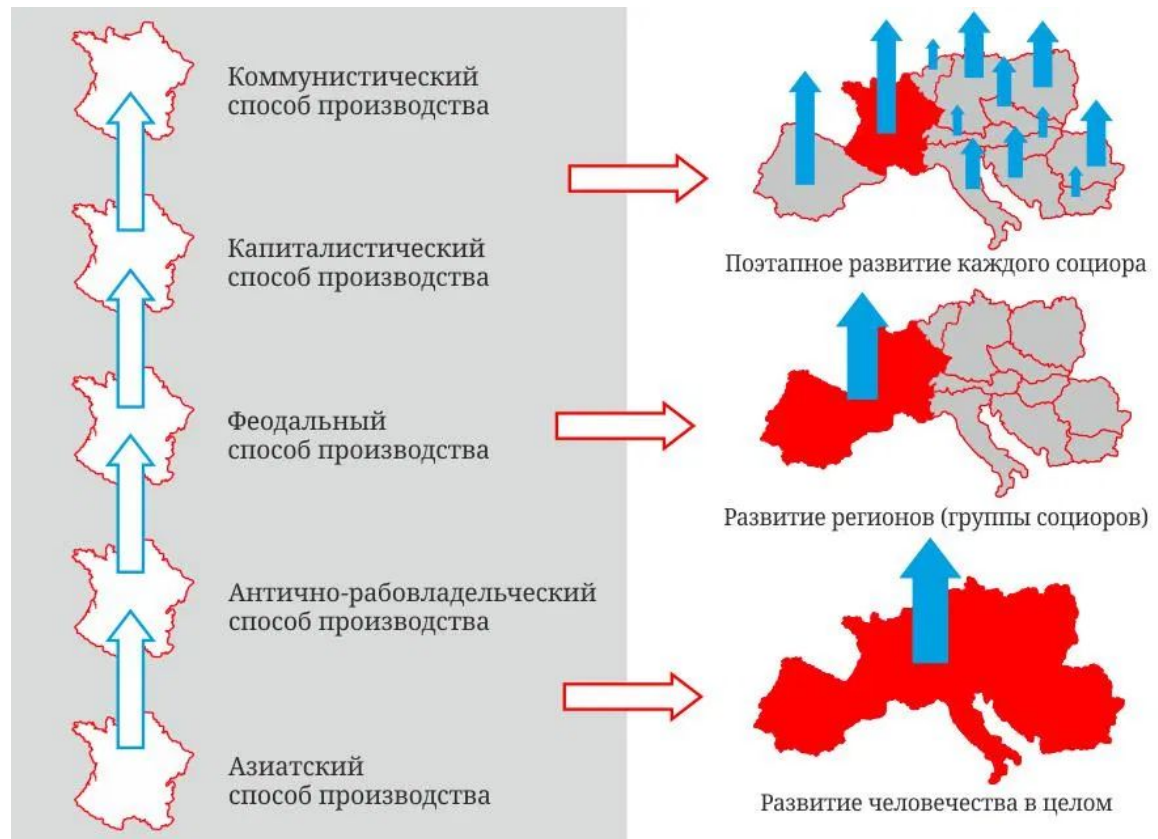 Коммунистический
способ производства
Капиталистический
способ производства
Феодальный
способ производства
Антично-рабовладельческий
способ производства
Азиатский
способ производства
Поэтапное развитие каждого социора
Развитие регионов (группы социоров)
Развитие человечества в целом